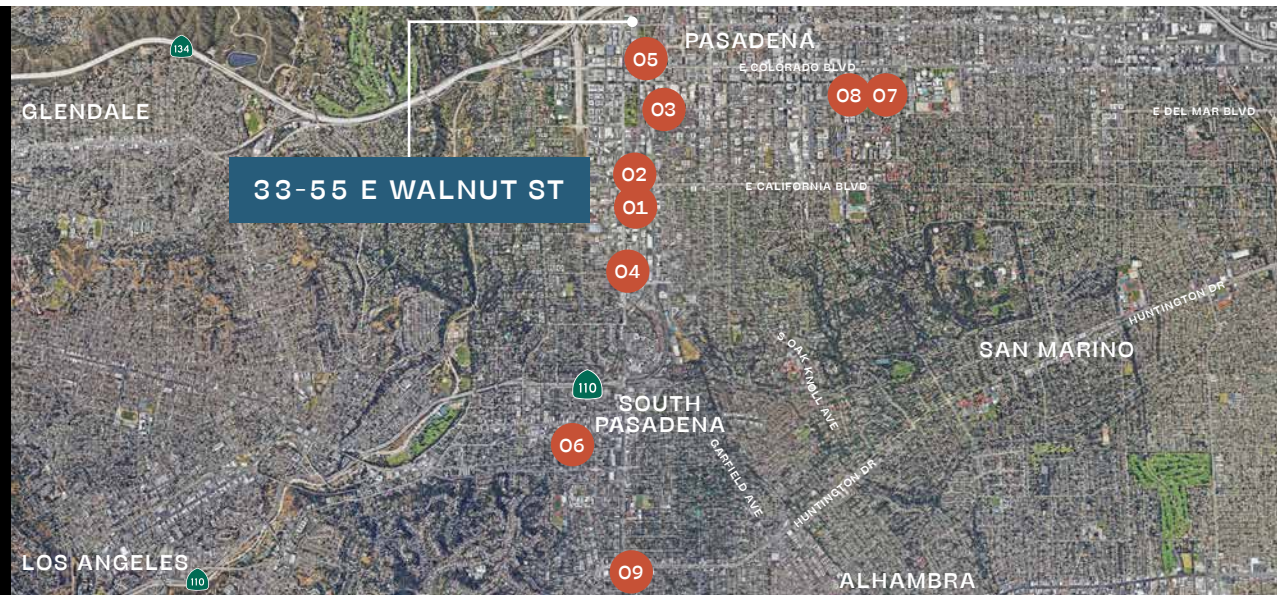 PASADENA
134
05
E COLORADO BLVD
08
07
GLENDALE
03
E DEL MAR BLVD
02
33-55 E WALNUT ST
E CALIFORNIA BLVD
01
04
HUNTINGTON DR
SAN MARINO
S OAK KNOLL AVE
110
SOUTH
PASADENA
06
GARFIELD AVE
HUNTINGTON DR
LOS ANGELES
110
09
ALHAMBRA